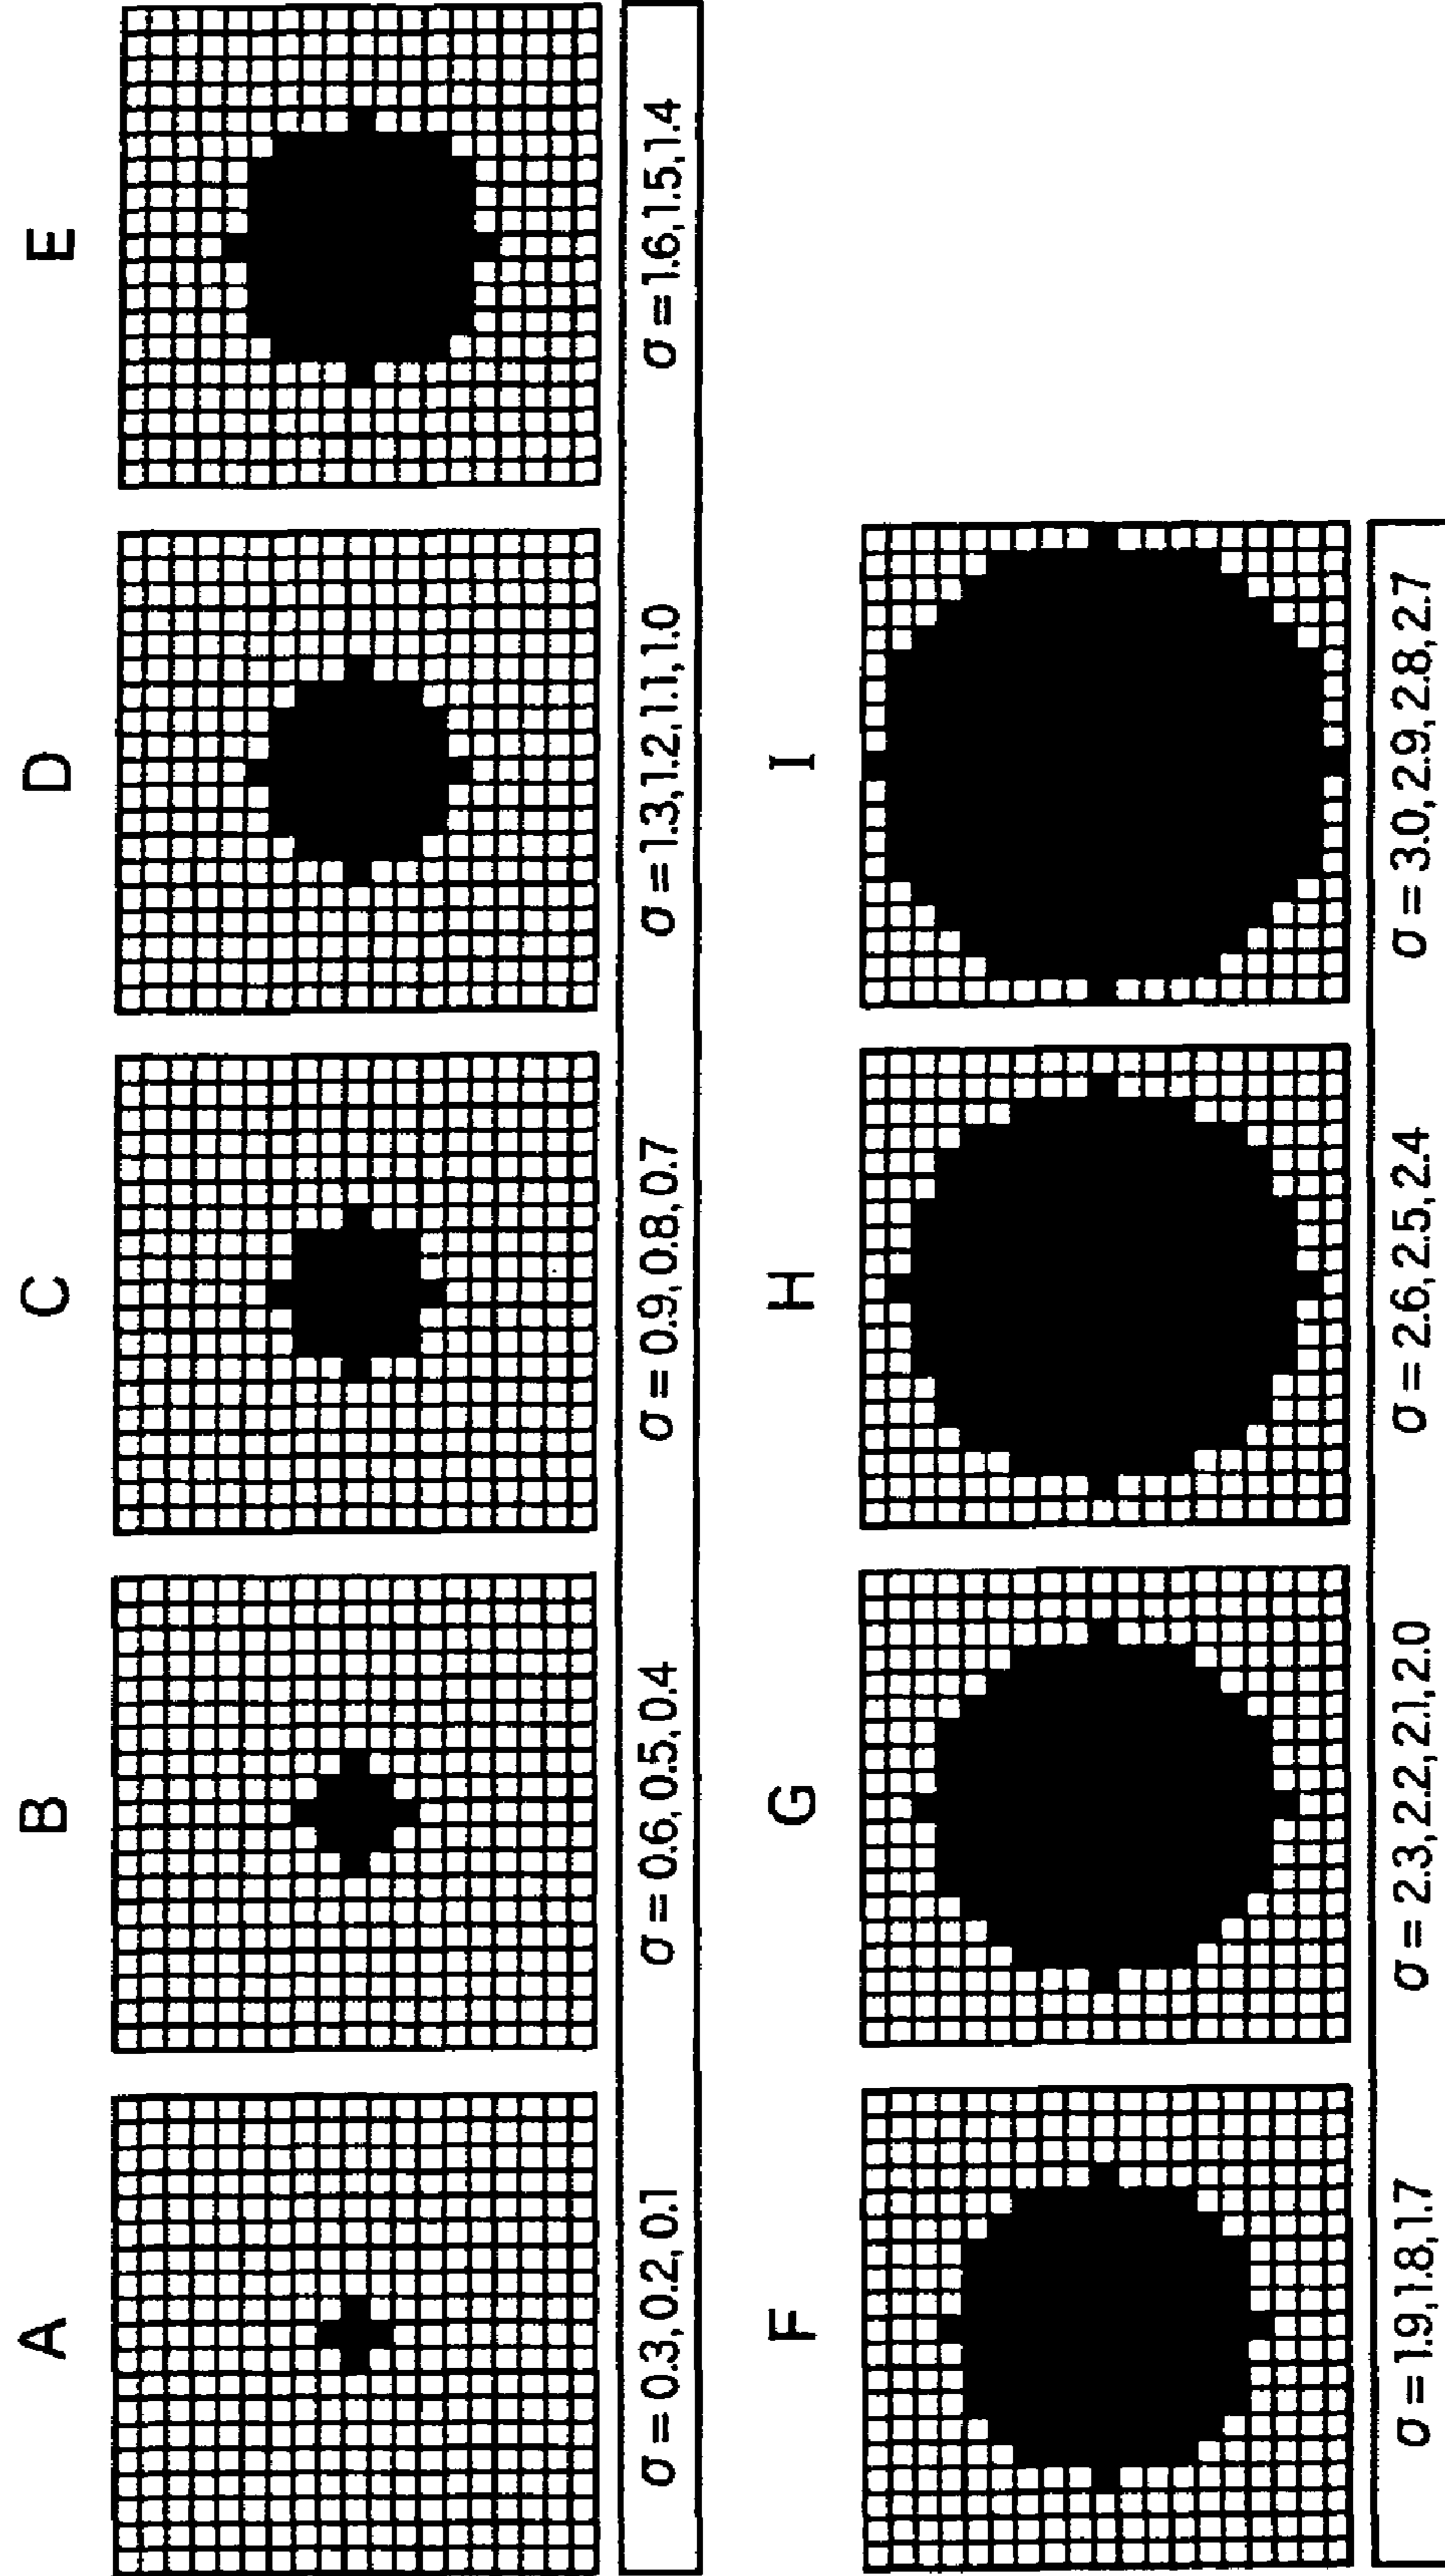 A B C D E
σ = 0.3, 0.2, 0.1 σ = 0.6, 0.5, 0.4 σ = 0.9, 0.8, 0.7 σ = 1.3, 1.2, 1.1, 1.0 σ = 1.6, 1.5, 1.4
F G H I
σ = 1.9, 1.8, 1.7 σ = 2.3, 2.2, 2.1, 2.0 σ = 2.6, 2.5, 2.4 σ = 3.0, 2.9, 2.8, 2.7